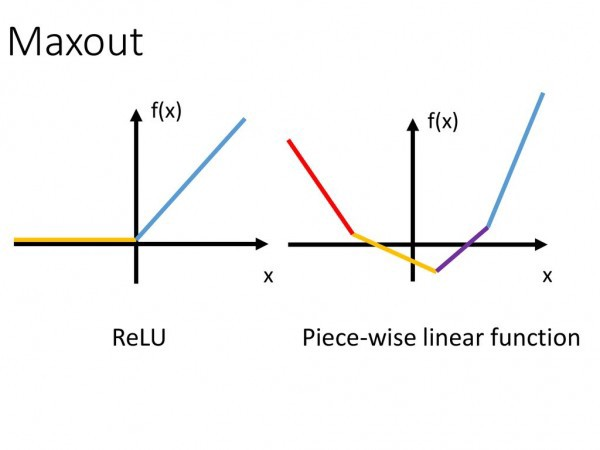 Maxout
f(x)
x
ReLU
f(x)
x
Piece-wise linear function